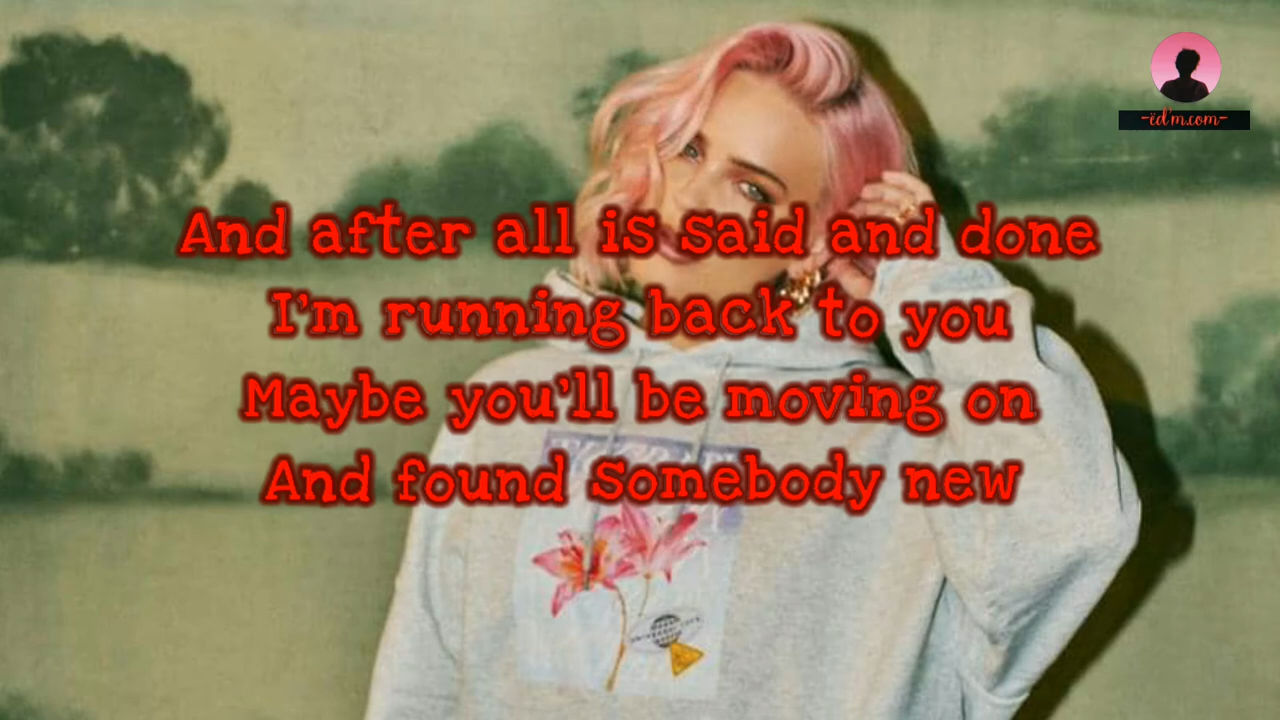 -ëdm.com-
And after all is said and done
I'm running back to you
Maybe you'll be moving on
And found somebody new